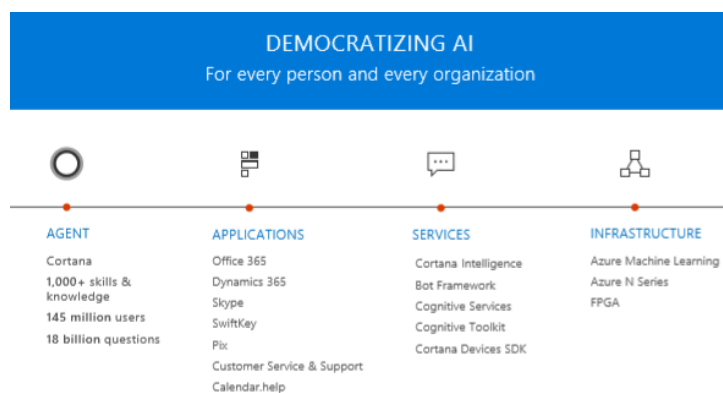 DEMOCRATIZING AI
For every person and every organization
AGENT
Cortana
1,000+ skills &
knowledge
145 million users
18 billion questions
APPLICATIONS
Office 365
Dynamics 365
Skype
SwiftKey
Pix
Customer Service & Support
Calendar.help
SERVICES
Cortana Intelligence
Bot Framework
Cognitive Services
Cognitive Toolkit
Cortana Devices SDK
INFRASTRUCTURE
Azure Machine Learning
Azure N Series
FPGA